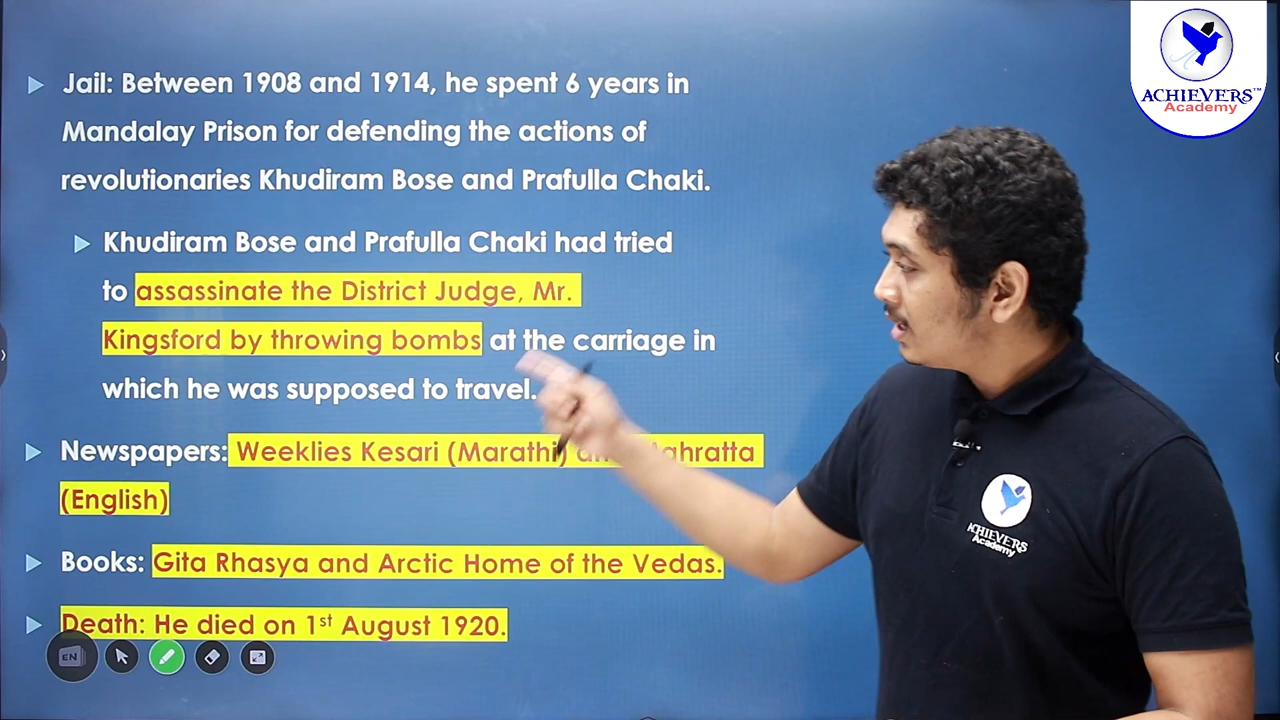 Jail: Between 1908 and 1914, he spent 6 years in
Mandalay Prison for defending the actions of
revolutionaries Khudiram Bose and Prafulla Chaki.
Khudiram Bose and Prafulla Chaki had tried
to assassinate the District Judge, Mr.
Kingsford by throwing bombs at the carriage in
which he was supposed to travel.
Newspapers: Weeklies Kesari (Marathi)
(English)
Books: Gita Rhasya and Arctic Home of the Vedas.
Death: He died on 1st August 1920.
EN
ACHIEVERS™
Academy
ACHIEVERS
Academy